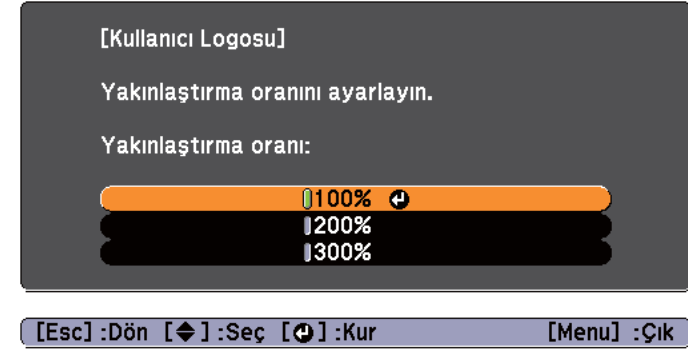 [Kullanıcı Logosu]
Yakınlaştırma oranını ayarlayın.
Yakınlaştırma oranı:
100%
200%
300%
[Esc] :Dön [ ] :Seç [ ] :Kur [Menu] :Çık